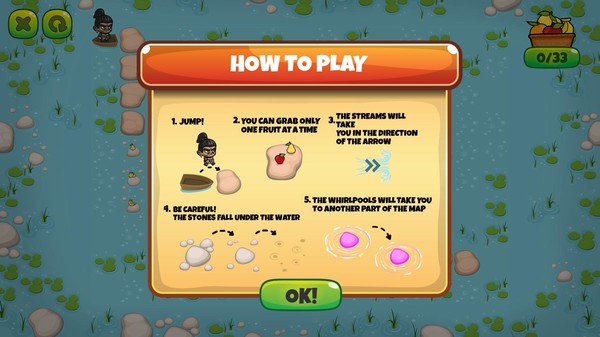 HOW TO PLAY
0/33
1. JUMP!
2. YOU CAN GRAB ONLY
ONE FRUIT AT A TIME
3. THE STREAMS WILL
TAKE
YOU IN THE DIRECTION
OF THE ARROW
4. BE CAREFUL!
THE STONES FALL UNDER THE WATER
5. THE WHIRLPOOLS WILL TAKE YOU
TO ANOTHER PART OF THE MAP
OK!